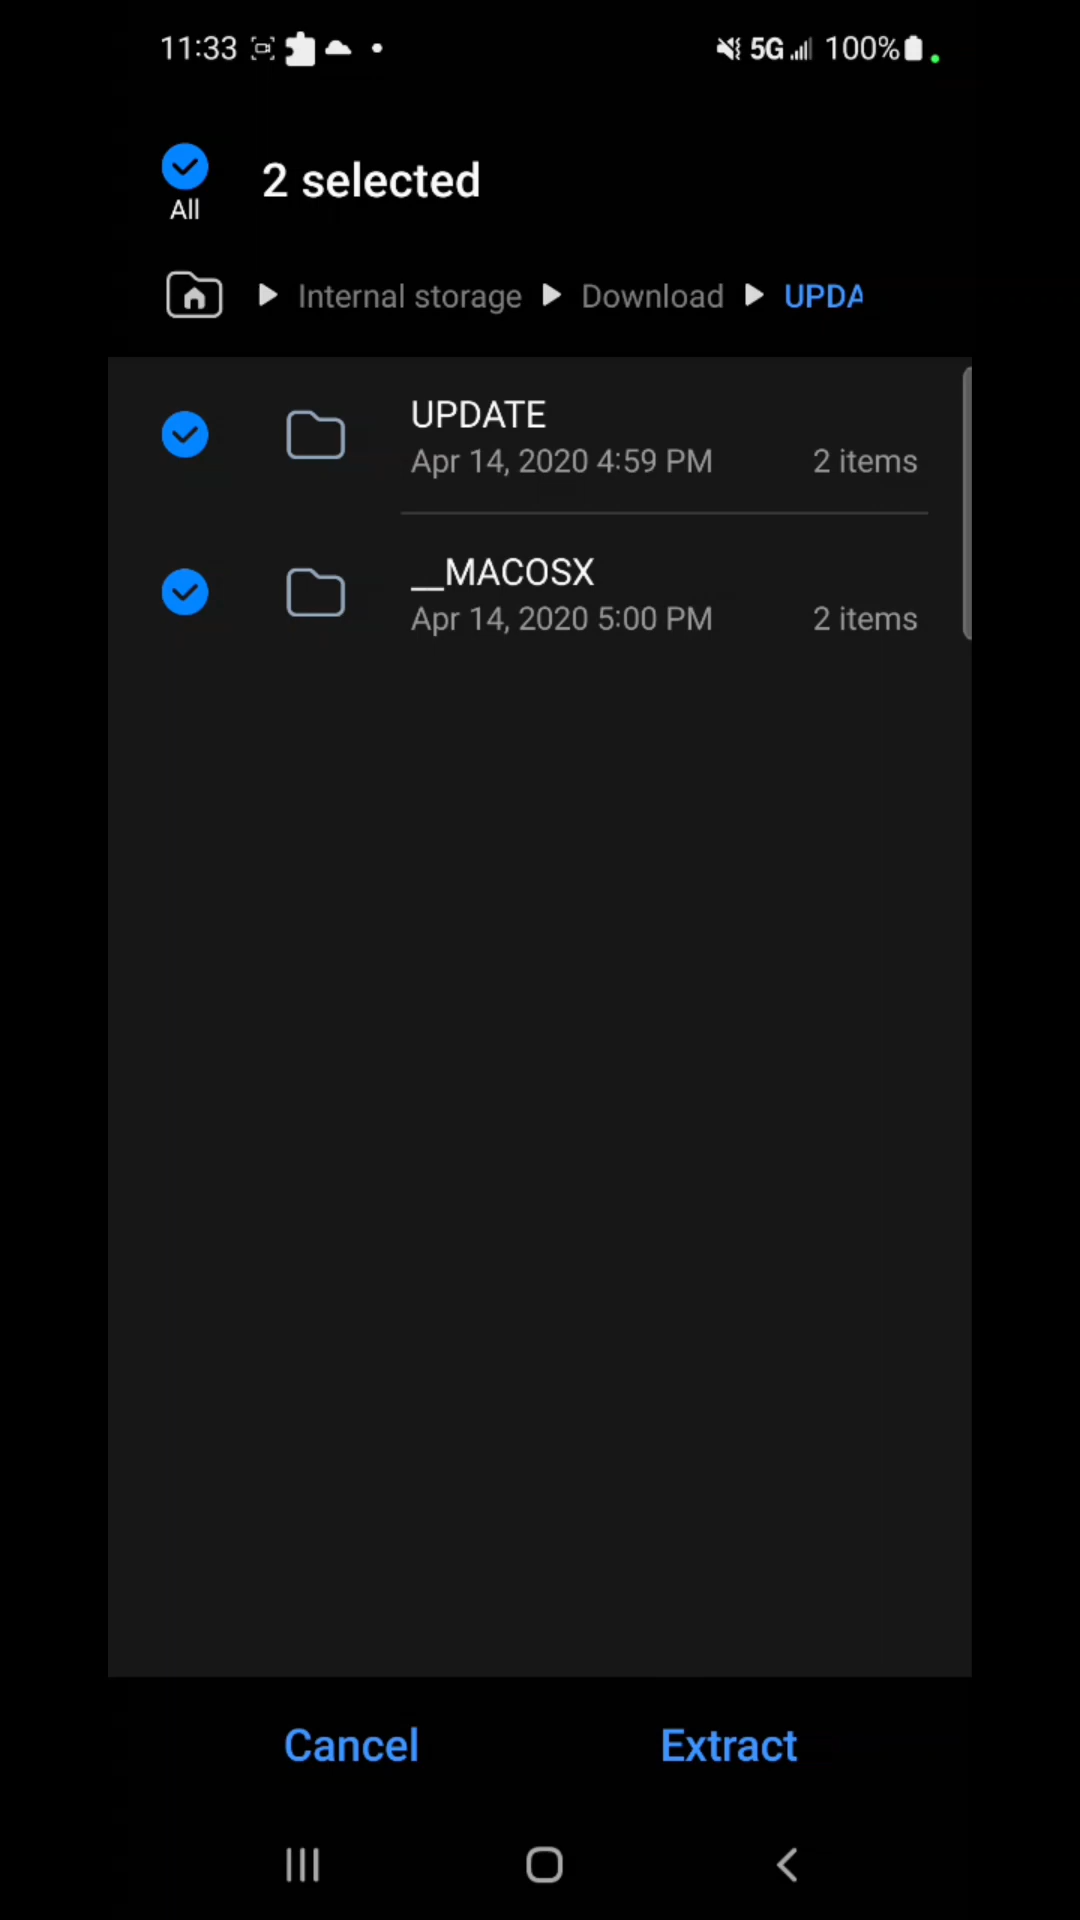 11:33 5G 100%
2 selected
All
Internal storage Download UPDA
UPDATE
Apr 14, 2020 4:59 PM 2 items
__MACOSX
Apr 14, 2020 5:00 PM 2 items
Cancel Extract